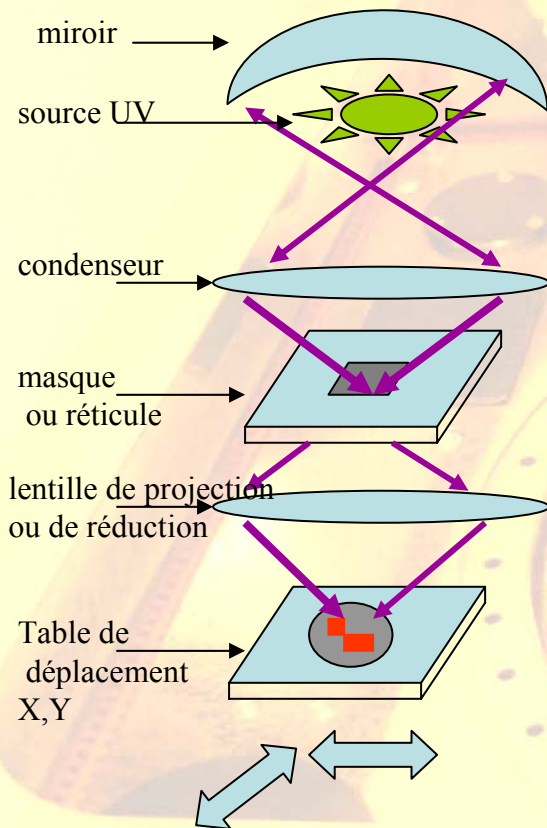 miroir
source UV
condenseur
masque
ou réticule
lentille de projection
ou de réduction
Table de
déplacement
X,Y